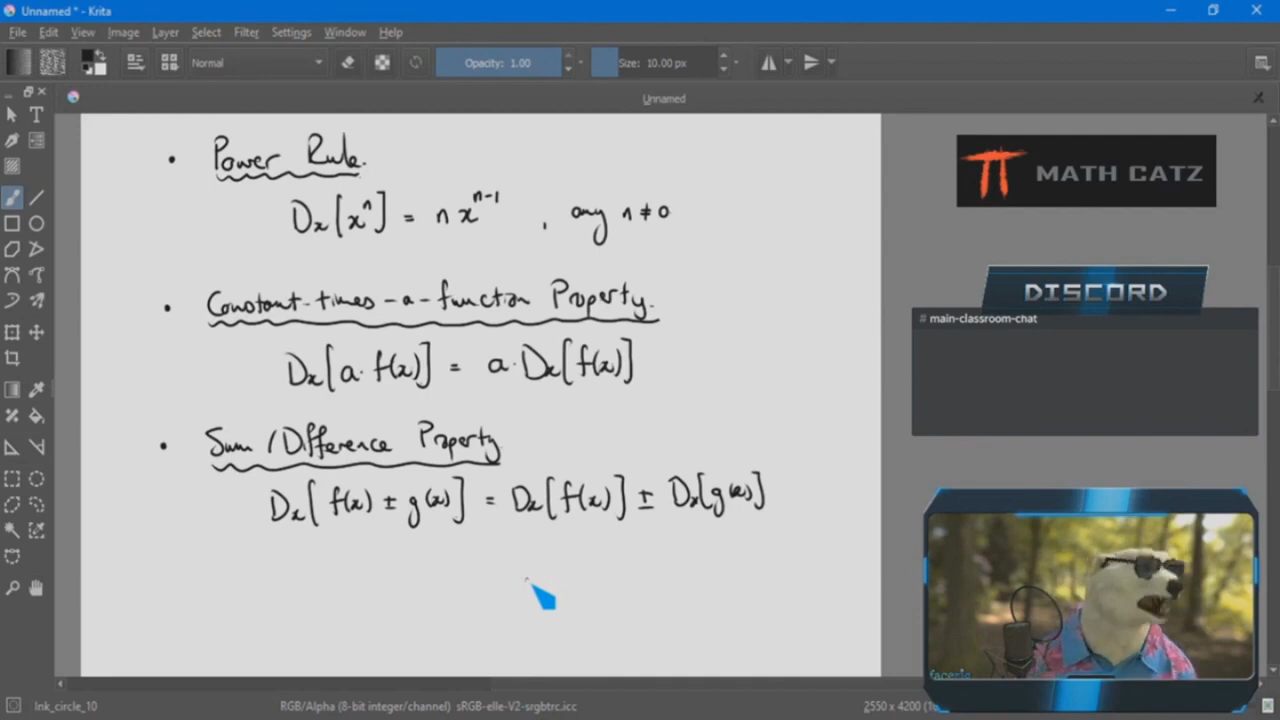 Unnamed * - Krita
File Edit View Image Layer Select Filter Settings Window Help
Normal Opacity: 1.00 Size: 10.00 px
Unnamed
• Power Rule.
Dx[xⁿ] = n xⁿ⁻¹ , any n ≠ 0
• Constant-times-a-function Property.
Dx[a · f(x)] = a · Dx[f(x)]
• Sum / Difference Property
Dx[f(x) ± g(x)] = Dx[f(x)] ± Dx[g(x)]
MATH CATZ
DISCORD
# main-classroom-chat
facerig
Ink_circle_10 RGB/Alpha (8-bit integer/channel) sRGB-elle-V2-srgbtrc.icc 2550 x 4200